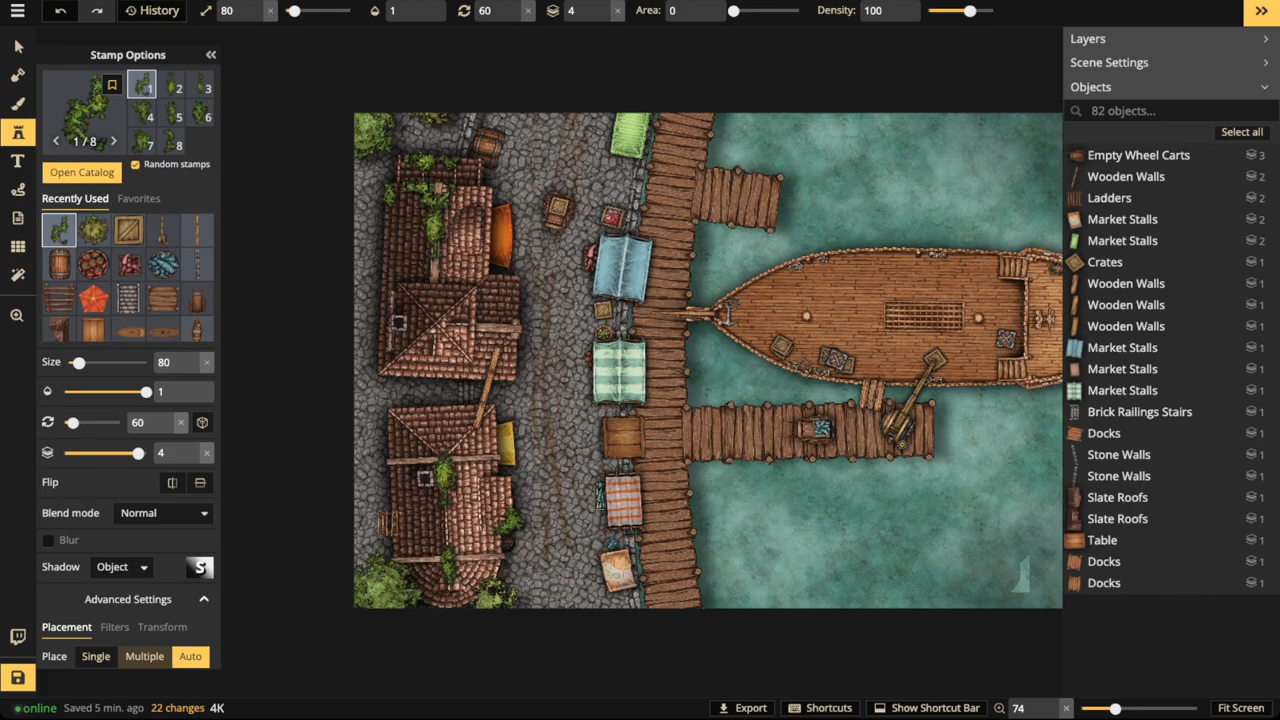 History 80 × 1 60 × 4 × Area: 0 Density: 100
Stamp Options
1/8
1 2 3
4 5 6
7 8
Open Catalog Random stamps
Recently Used Favorites
Size 80 ×
1
60 ×
4 ×
Flip
Blend mode Normal
Blur
Shadow Object S
Advanced Settings
Placement Filters Transform
Place Single Multiple Auto
Layers
Scene Settings
Objects
82 objects...
Select all
Empty Wheel Carts 3
Wooden Walls 2
Ladders 2
Market Stalls 2
Market Stalls 2
Crates 1
Wooden Walls 1
Wooden Walls 1
Wooden Walls 1
Market Stalls 1
Market Stalls 1
Market Stalls 1
Brick Railings Stairs 1
Docks 1
Stone Walls 1
Stone Walls 1
Slate Roofs 1
Slate Roofs 1
Table 1
Docks 1
Docks 1
online Saved 5 min. ago 22 changes 4K Export Shortcuts Show Shortcut Bar 74 × Fit Screen